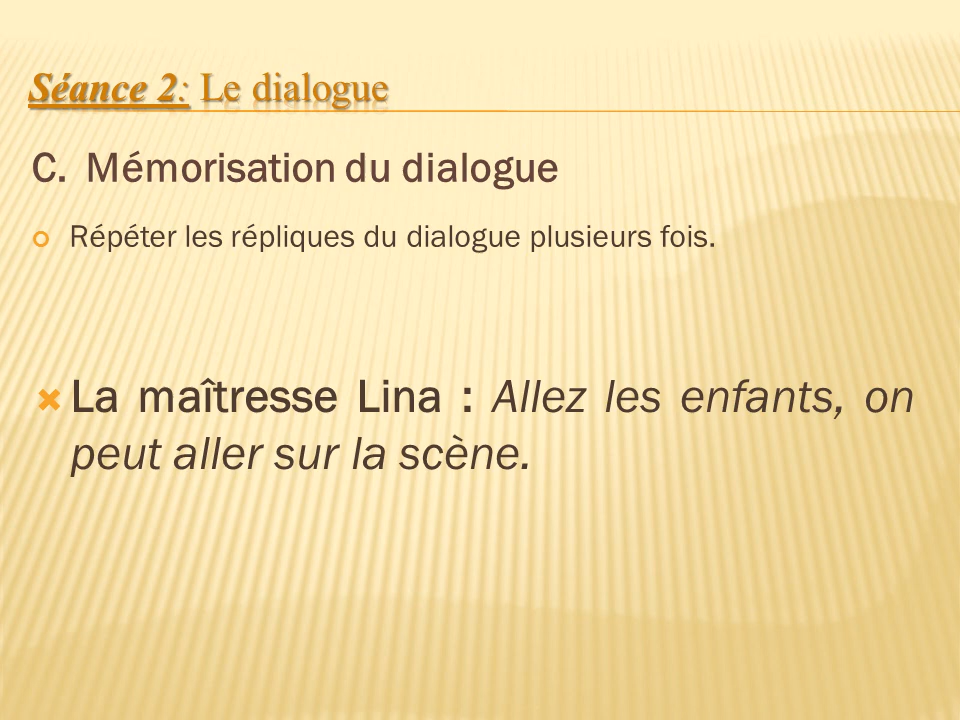 Séance 2: Le dialogue
C. Mémorisation du dialogue
Répéter les répliques du dialogue plusieurs fois.
La maîtresse Lina : Allez les enfants, on
peut aller sur la scène.